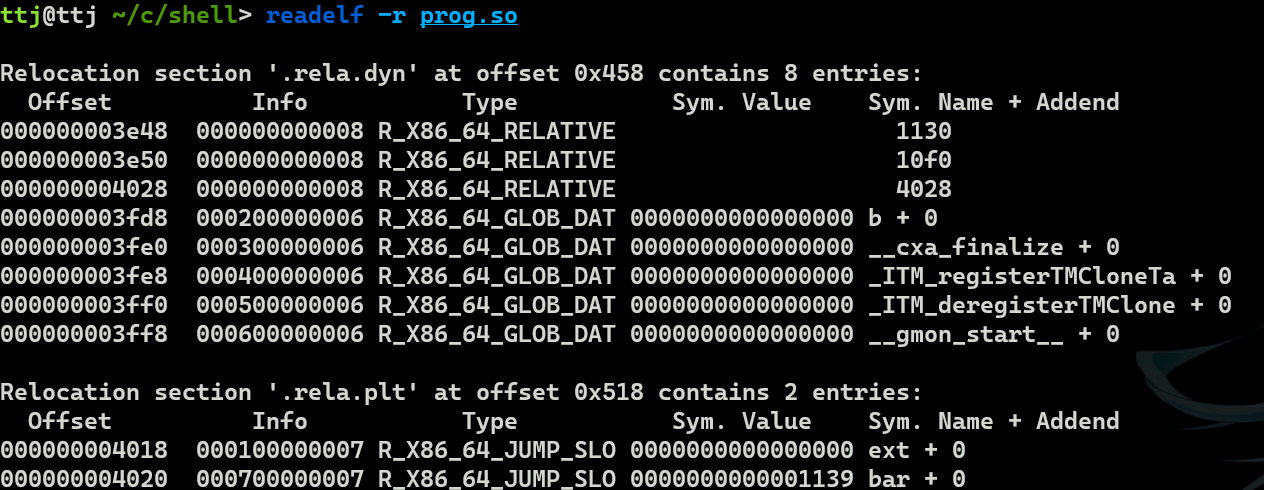 ttj@ttj ~/c/shell> readelf -r prog.so

Relocation section '.rela.dyn' at offset 0x458 contains 8 entries:
  Offset          Info           Type           Sym. Value    Sym. Name + Addend
000000003e48  000000000008 R_X86_64_RELATIVE                    1130
000000003e50  000000000008 R_X86_64_RELATIVE                    10f0
000000004028  000000000008 R_X86_64_RELATIVE                    4028
000000003fd8  000200000006 R_X86_64_GLOB_DAT 0000000000000000 b + 0
000000003fe0  000300000006 R_X86_64_GLOB_DAT 0000000000000000 __cxa_finalize + 0
000000003fe8  000400000006 R_X86_64_GLOB_DAT 0000000000000000 _ITM_registerTMCloneTa + 0
000000003ff0  000500000006 R_X86_64_GLOB_DAT 0000000000000000 _ITM_deregisterTMClone + 0
000000003ff8  000600000006 R_X86_64_GLOB_DAT 0000000000000000 __gmon_start__ + 0

Relocation section '.rela.plt' at offset 0x518 contains 2 entries:
  Offset          Info           Type           Sym. Value    Sym. Name + Addend
000000004018  000100000007 R_X86_64_JUMP_SLO 0000000000000000 ext + 0
000000004020  000700000007 R_X86_64_JUMP_SLO 0000000000001139 bar + 0